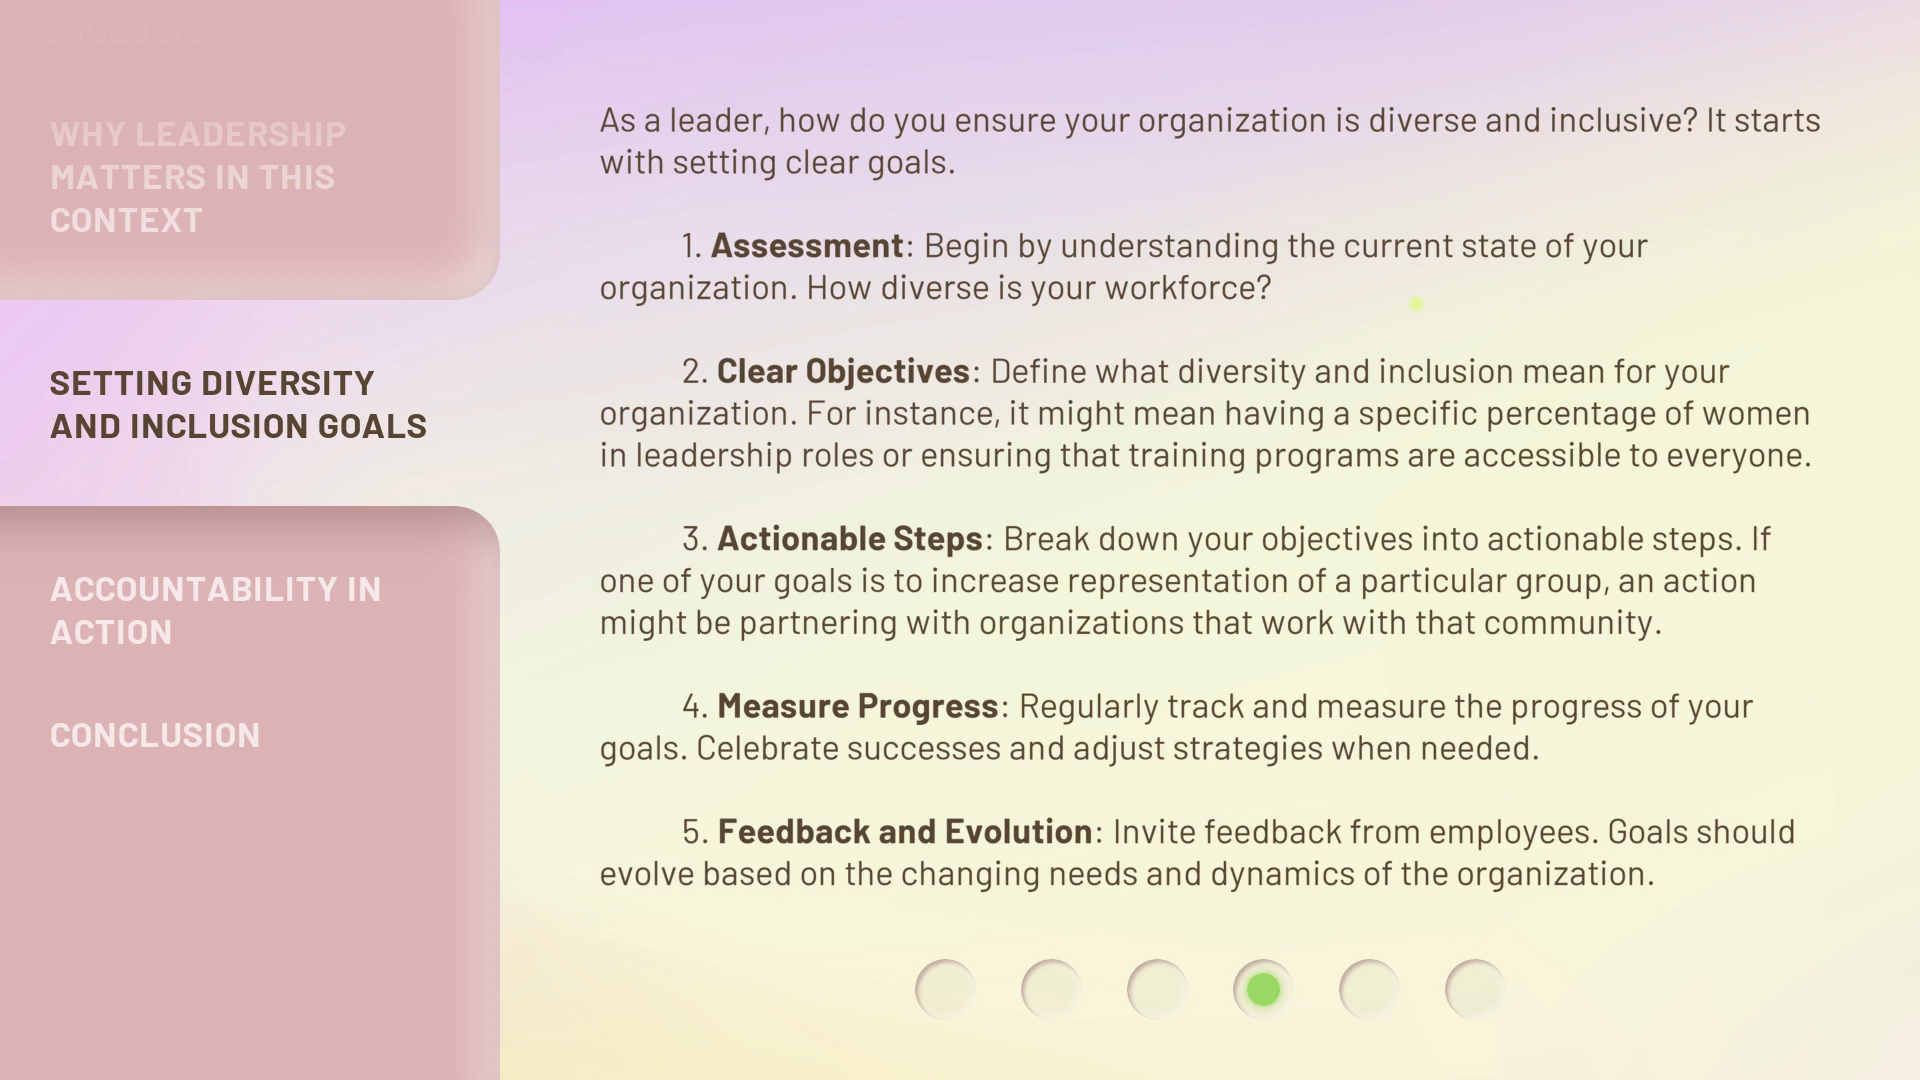 INCLUSION
WHY LEADERSHIP
MATTERS IN THIS
CONTEXT
SETTING DIVERSITY
AND INCLUSION GOALS
ACCOUNTABILITY IN
ACTION
CONCLUSION
As a leader, how do you ensure your organization is diverse and inclusive? It starts
with setting clear goals.
1. Assessment: Begin by understanding the current state of your
organization. How diverse is your workforce?
2. Clear Objectives: Define what diversity and inclusion mean for your
organization. For instance, it might mean having a specific percentage of women
in leadership roles or ensuring that training programs are accessible to everyone.
3. Actionable Steps: Break down your objectives into actionable steps. If
one of your goals is to increase representation of a particular group, an action
might be partnering with organizations that work with that community.
4. Measure Progress: Regularly track and measure the progress of your
goals. Celebrate successes and adjust strategies when needed.
5. Feedback and Evolution: Invite feedback from employees. Goals should
evolve based on the changing needs and dynamics of the organization.